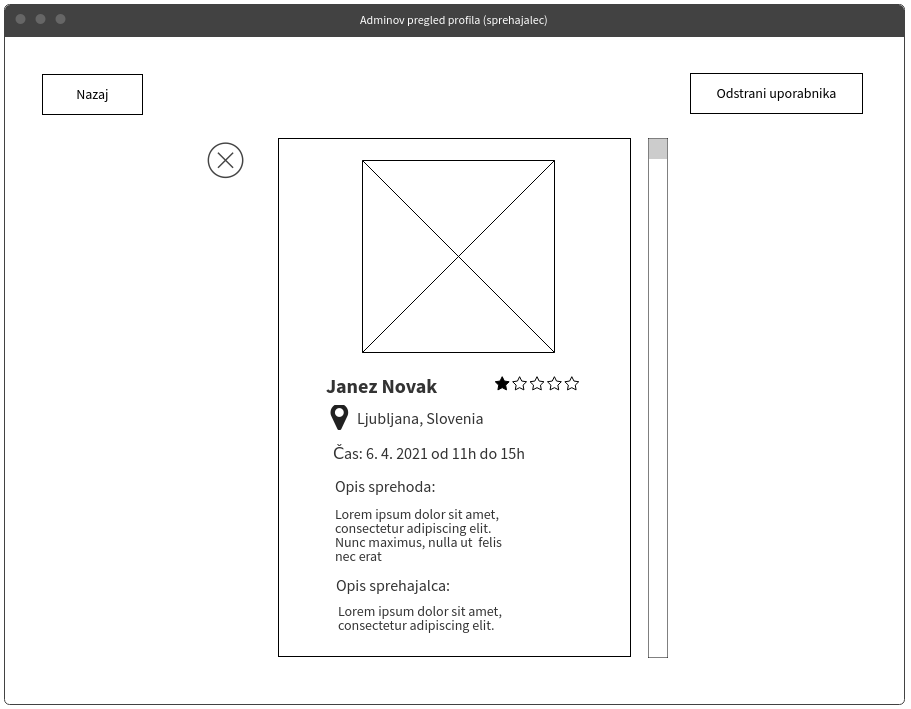 Adminov pregled profila (sprehajalec)
Nazaj
Odstrani uporabnika
Janez Novak
Ljubljana, Slovenia
Čas: 6. 4. 2021 od 11h do 15h
Opis sprehoda:
Lorem ipsum dolor sit amet,
consectetur adipiscing elit.
Nunc maximus, nulla ut felis
nec erat
Opis sprehajalca:
Lorem ipsum dolor sit amet,
consectetur adipiscing elit.